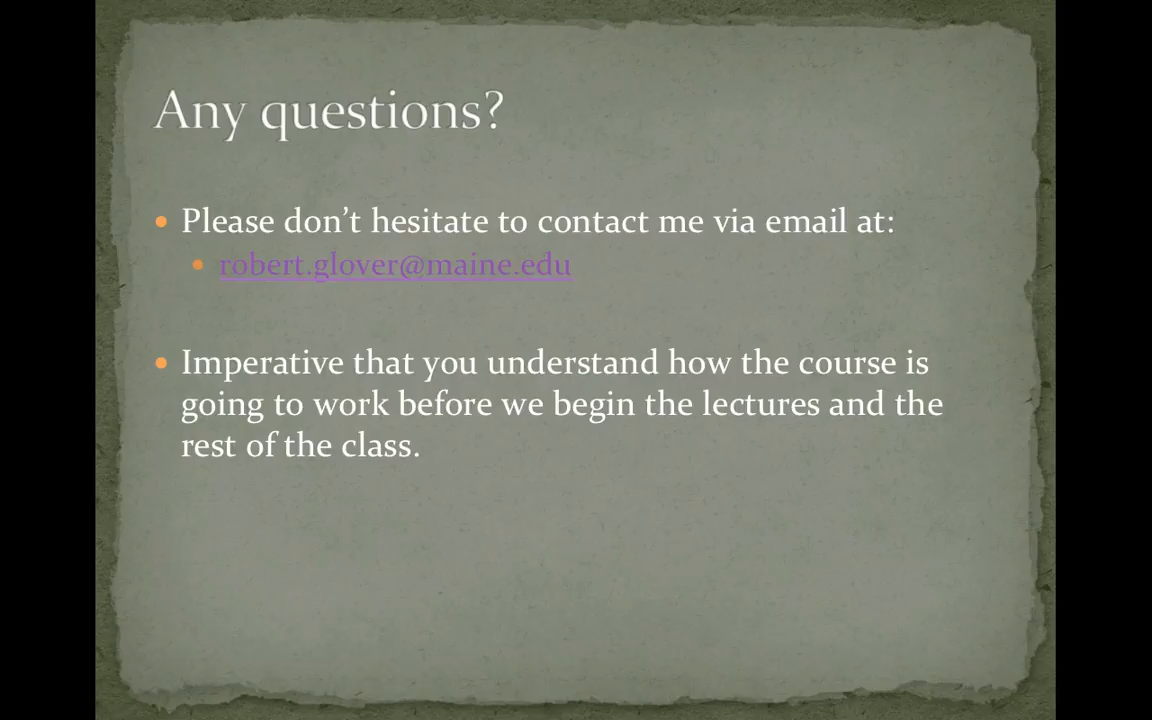 Any questions?
• Please don’t hesitate to contact me via email at:
• robert.glover@maine.edu
• Imperative that you understand how the course is
going to work before we begin the lectures and the
rest of the class.